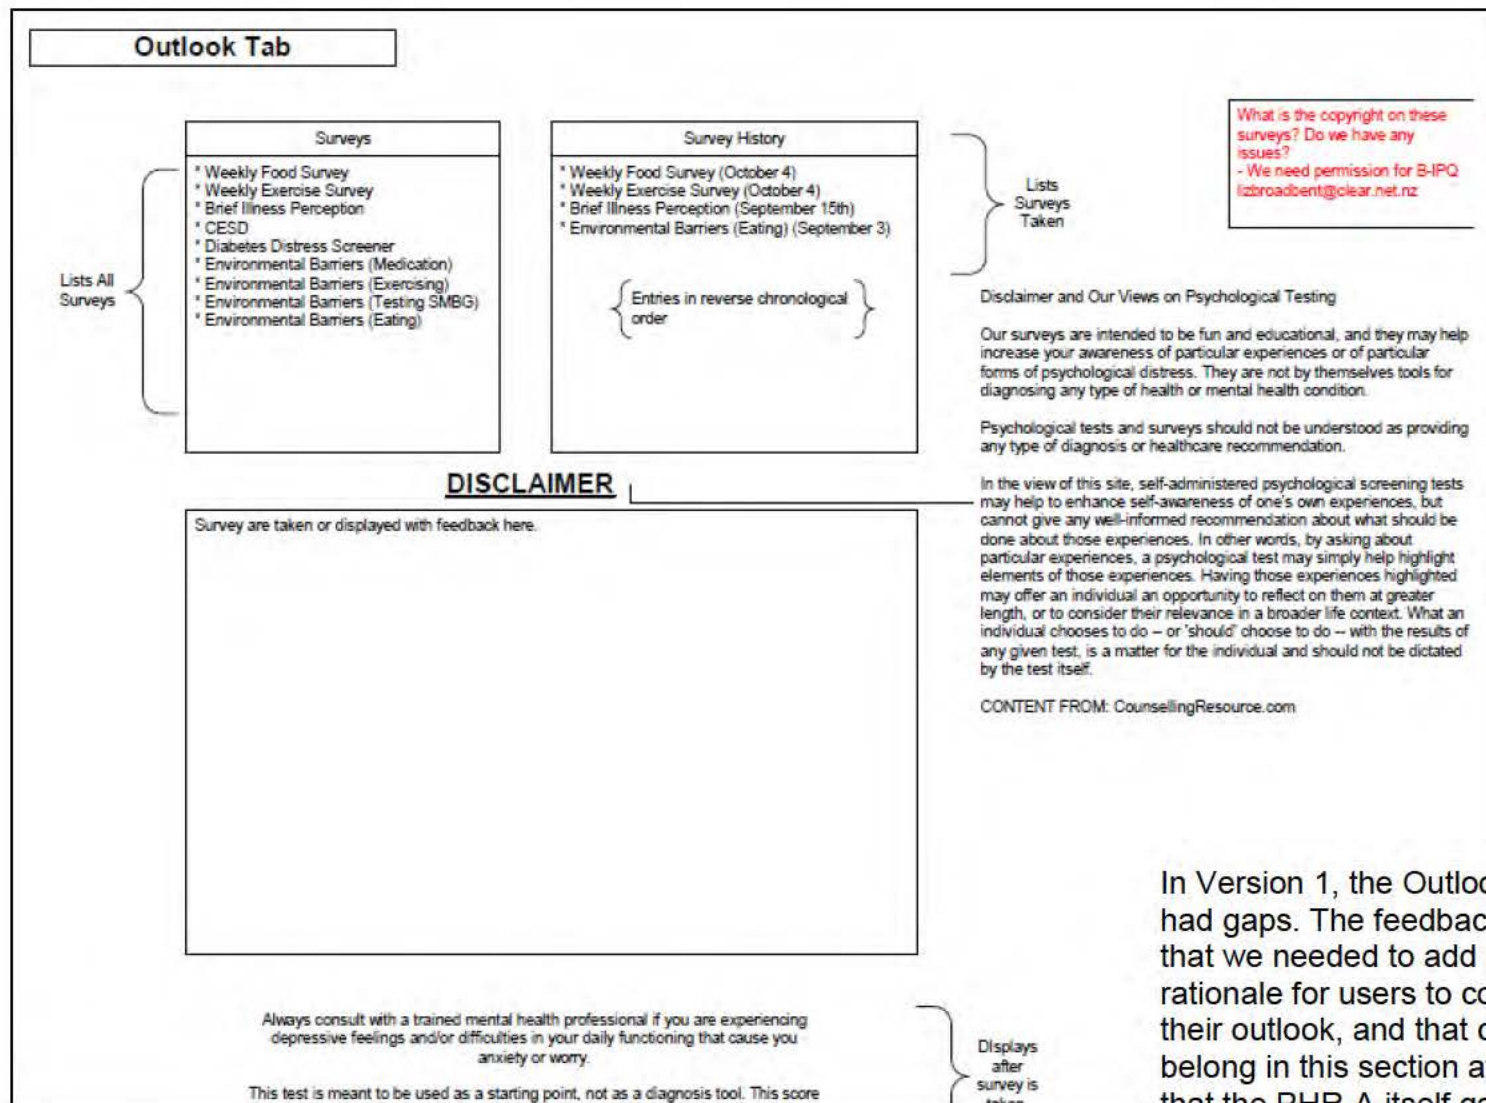 Outlook Tab
What is the copyright on these
surveys? Do we have any
issues?
- We need permission for B-IPQ
lizbroadbent@clear.net.nz
Surveys
* Weekly Food Survey
* Weekly Exercise Survey
* Brief Illness Perception
* CESD
* Diabetes Distress Screener
* Environmental Barriers (Medication)
* Environmental Barriers (Exercising)
* Environmental Barriers (Testing SMBG)
* Environmental Barriers (Eating)
Lists All
Surveys
Survey History
* Weekly Food Survey (October 4)
* Weekly Exercise Survey (October 4)
* Brief Illness Perception (September 15th)
* Environmental Barriers (Eating) (September 3)
Entries in reverse chronological
order
Lists
Surveys
Taken
Disclaimer and Our Views on Psychological Testing
Our surveys are intended to be fun and educational, and they may help
increase your awareness of particular experiences or of particular
forms of psychological distress. They are not by themselves tools for
diagnosing any type of health or mental health condition.
Psychological tests and surveys should not be understood as providing
any type of diagnosis or healthcare recommendation.
In the view of this site, self-administered psychological screening tests
may help to enhance self-awareness of one's own experiences, but
cannot give any well-informed recommendation about what should be
done about those experiences. In other words, by asking about
particular experiences, a psychological test may simply help highlight
elements of those experiences. Having those experiences highlighted
may offer an individual an opportunity to reflect on them at greater
length, or to consider their relevance in a broader life context. What an
individual chooses to do -- or 'should' choose to do -- with the results of
any given test, is a matter for the individual and should not be dictated
by the test itself.
CONTENT FROM: CounsellingResource.com
DISCLAIMER
Survey are taken or displayed with feedback here.
Always consult with a trained mental health professional if you are experiencing
depressive feelings and/or difficulties in your daily functioning that cause you
anxiety or worry.
This test is meant to be used as a starting point, not as a diagnosis tool. This score
Displays
after
survey is
taken
In Version 1, the Outloo
had gaps. The feedbac
that we needed to add
rationale for users to co
their outlook, and that
belong in this section
that the PHR-A itself